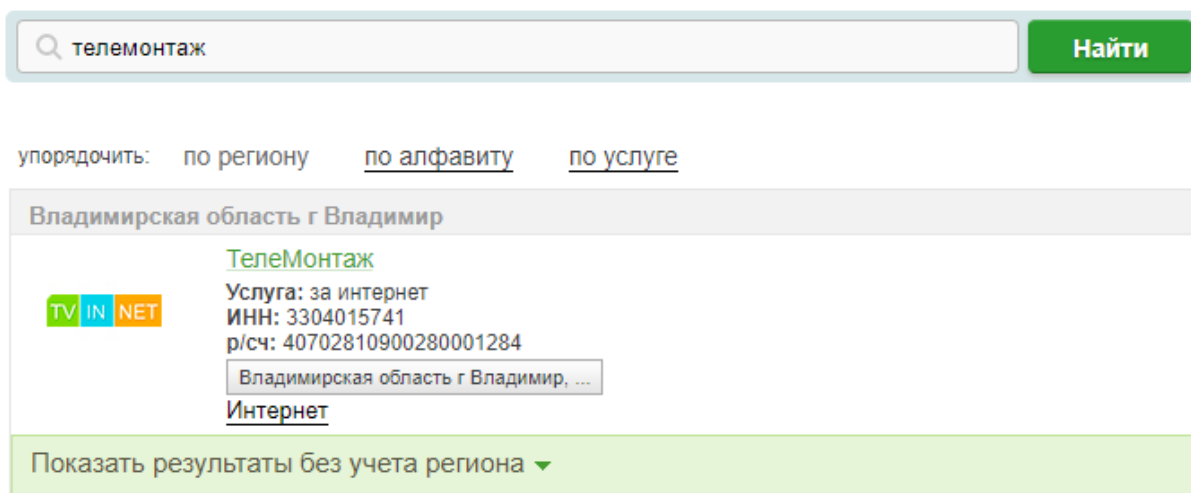 телемонтаж Найти
упорядочить: по региону по алфавиту по услуге
Владимирская область г Владимир
ТелеМонтаж
TV IN NET
Услуга: за интернет
ИНН: 3304015741
р/сч: 40702810900280001284
Владимирская область г Владимир, ...
Интернет
Показать результаты без учета региона